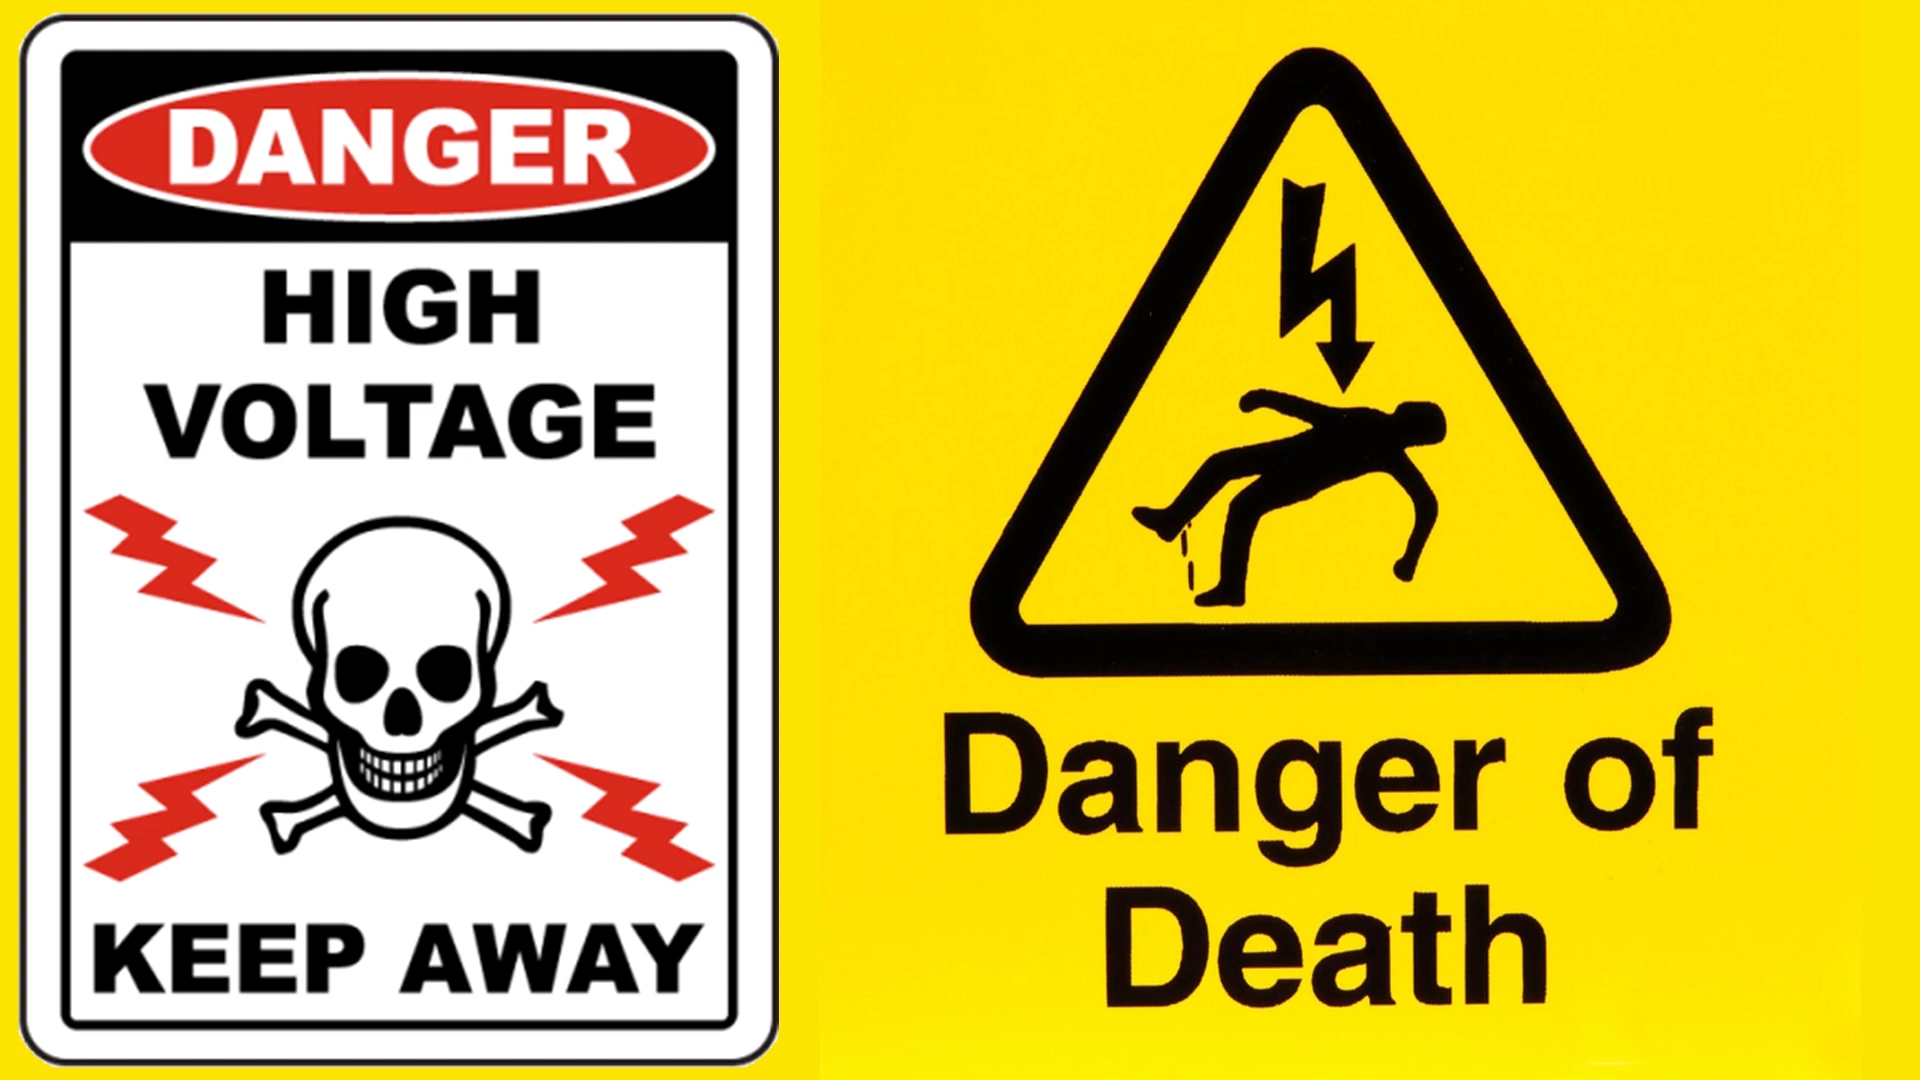 DANGER
HIGH
VOLTAGE
KEEP AWAY
Danger of
Death